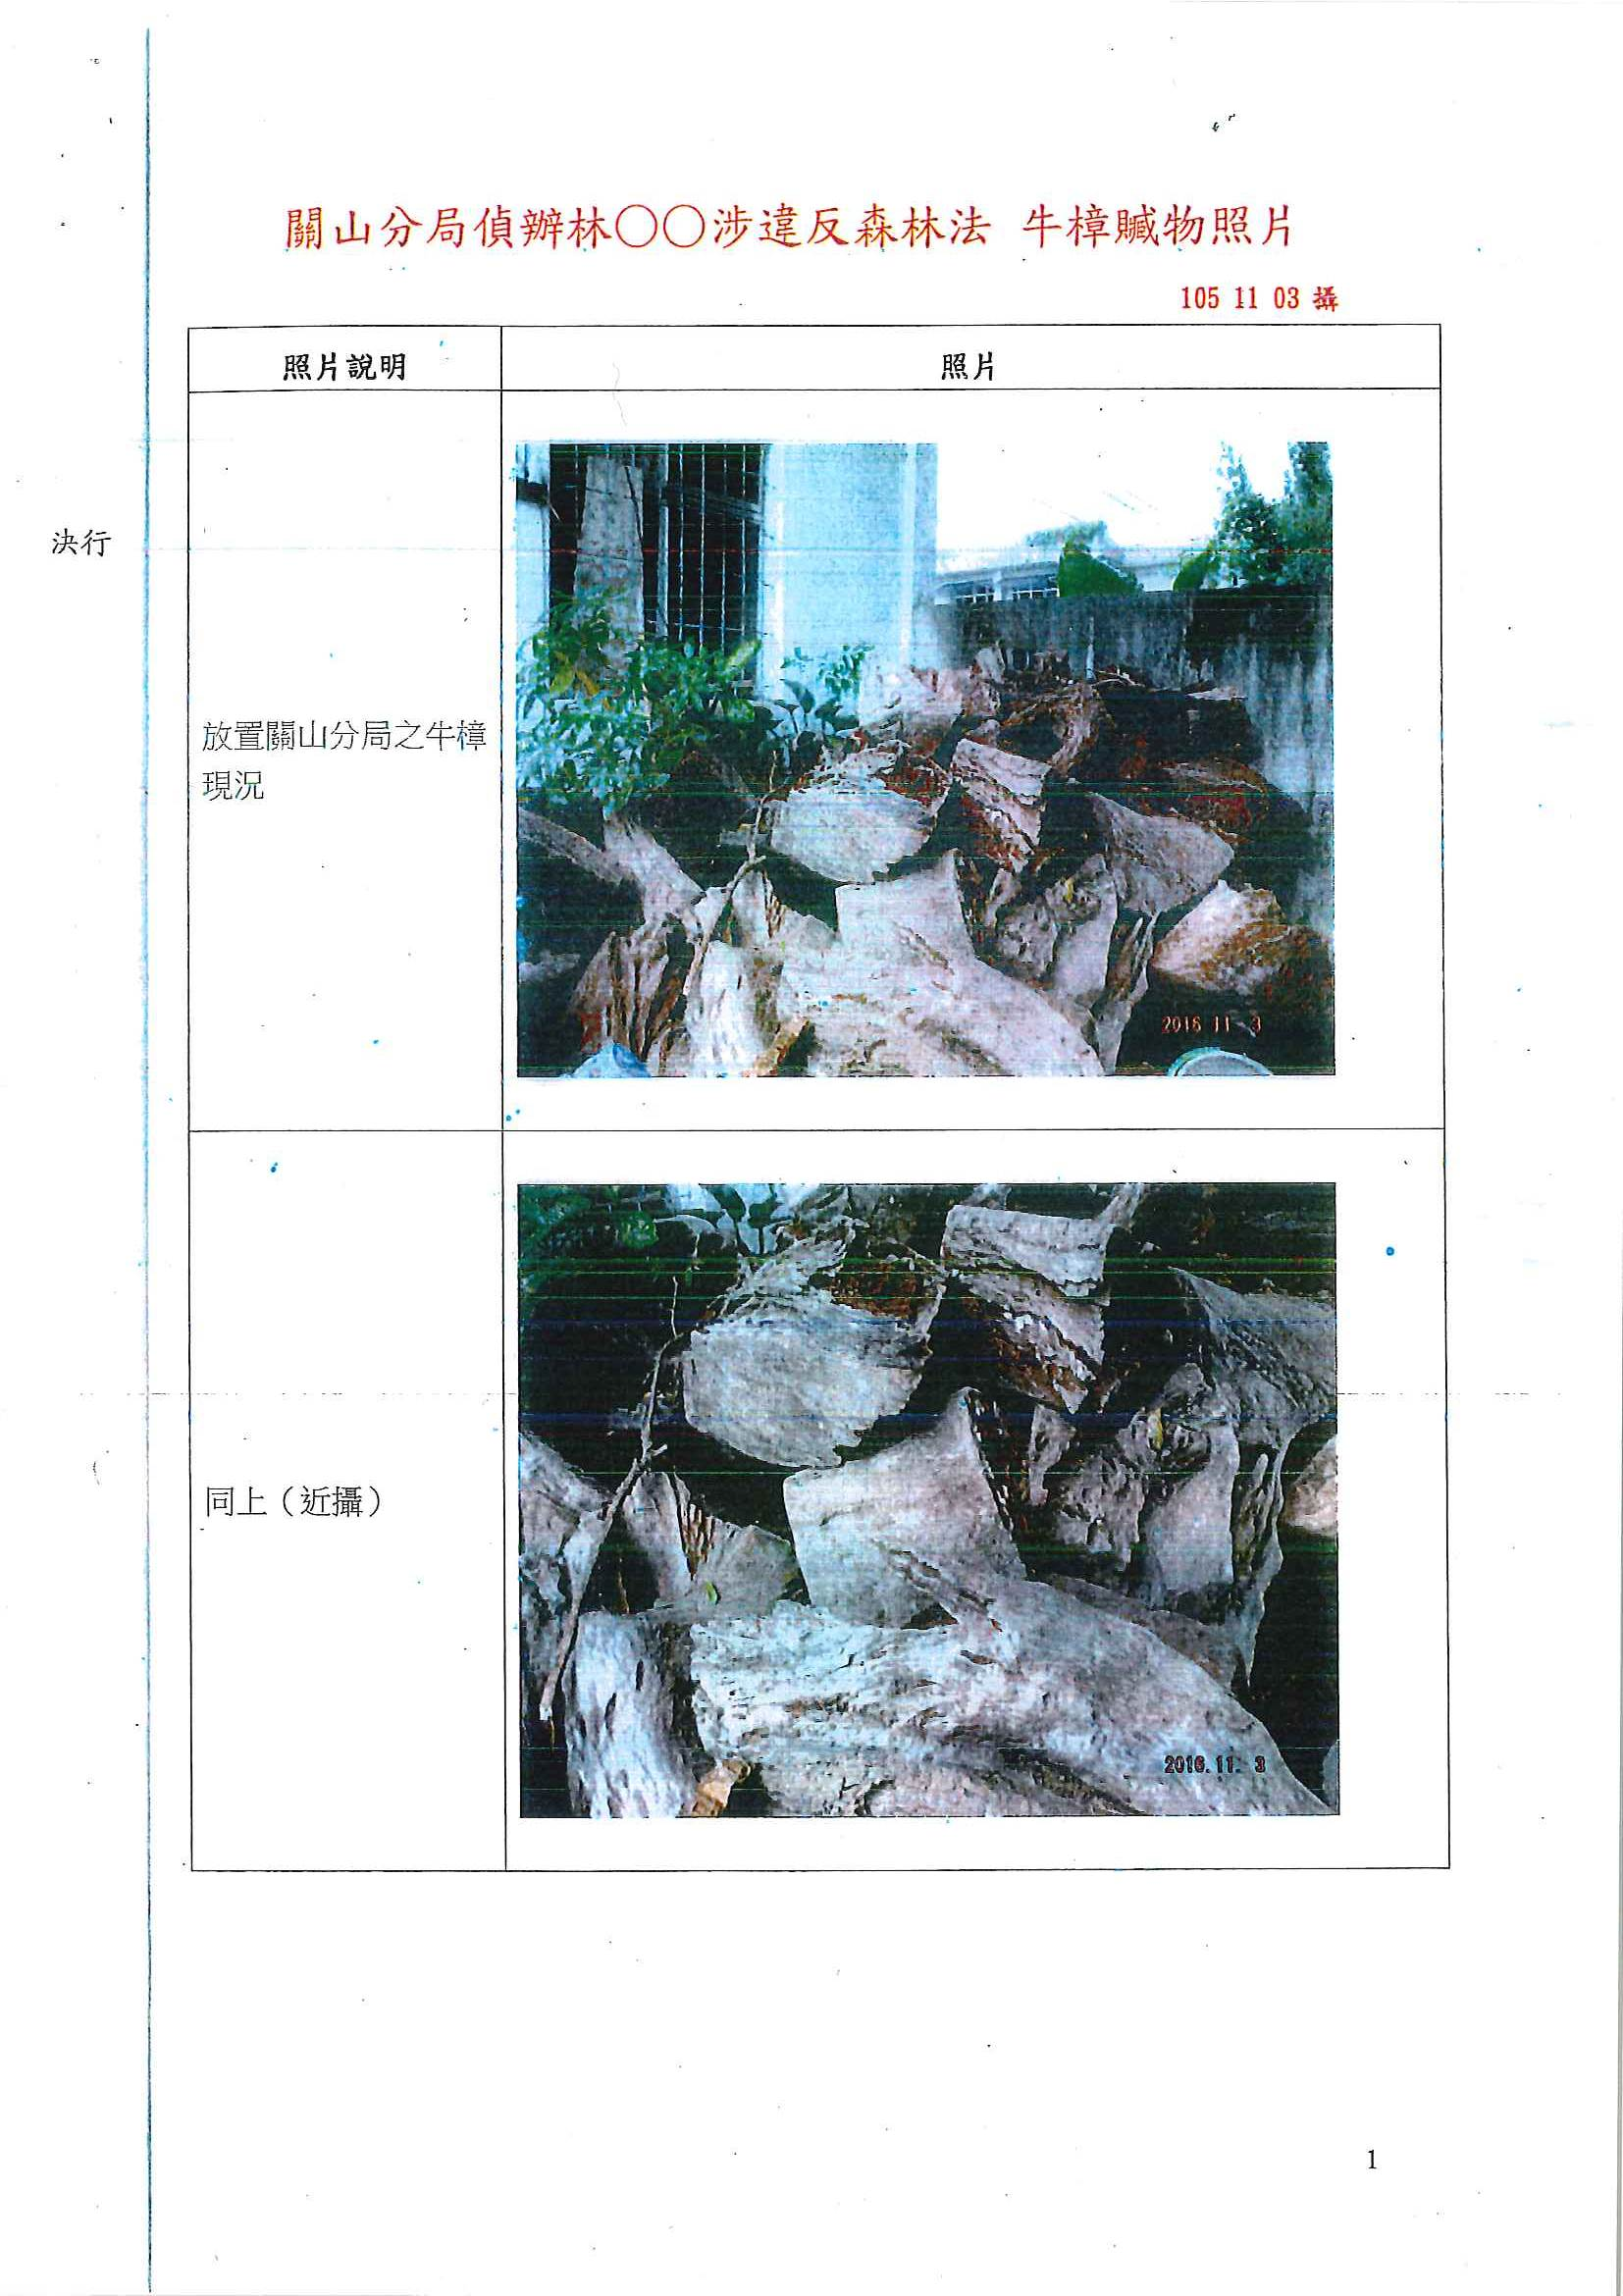 關山分局偵辦林〇〇涉違反森林法 牛樟贓物照片
105 11 03 攝
照片說明
照片
決行
放置關山分局之牛樟
現況
2016 11 3
同上（近攝）
2016.11. 3
1